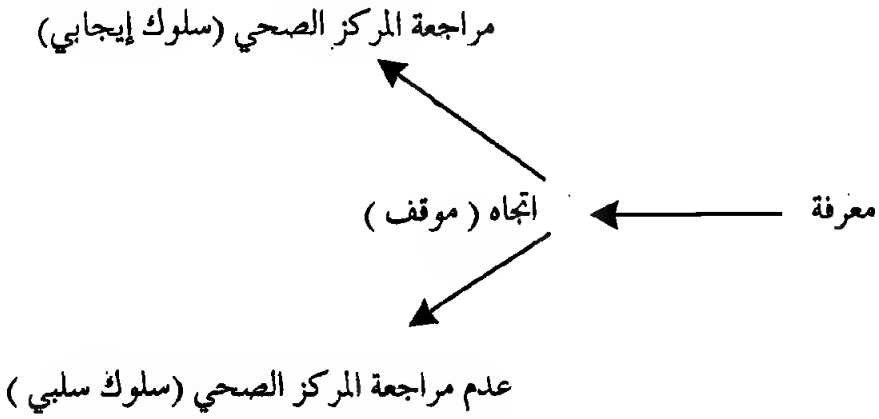 مراجعة المركز الصحي (سلوك إيجابي)
معرفة
اتجاه ( موقف )
عدم مراجعة المركز الصحي (سلوك سلبي )